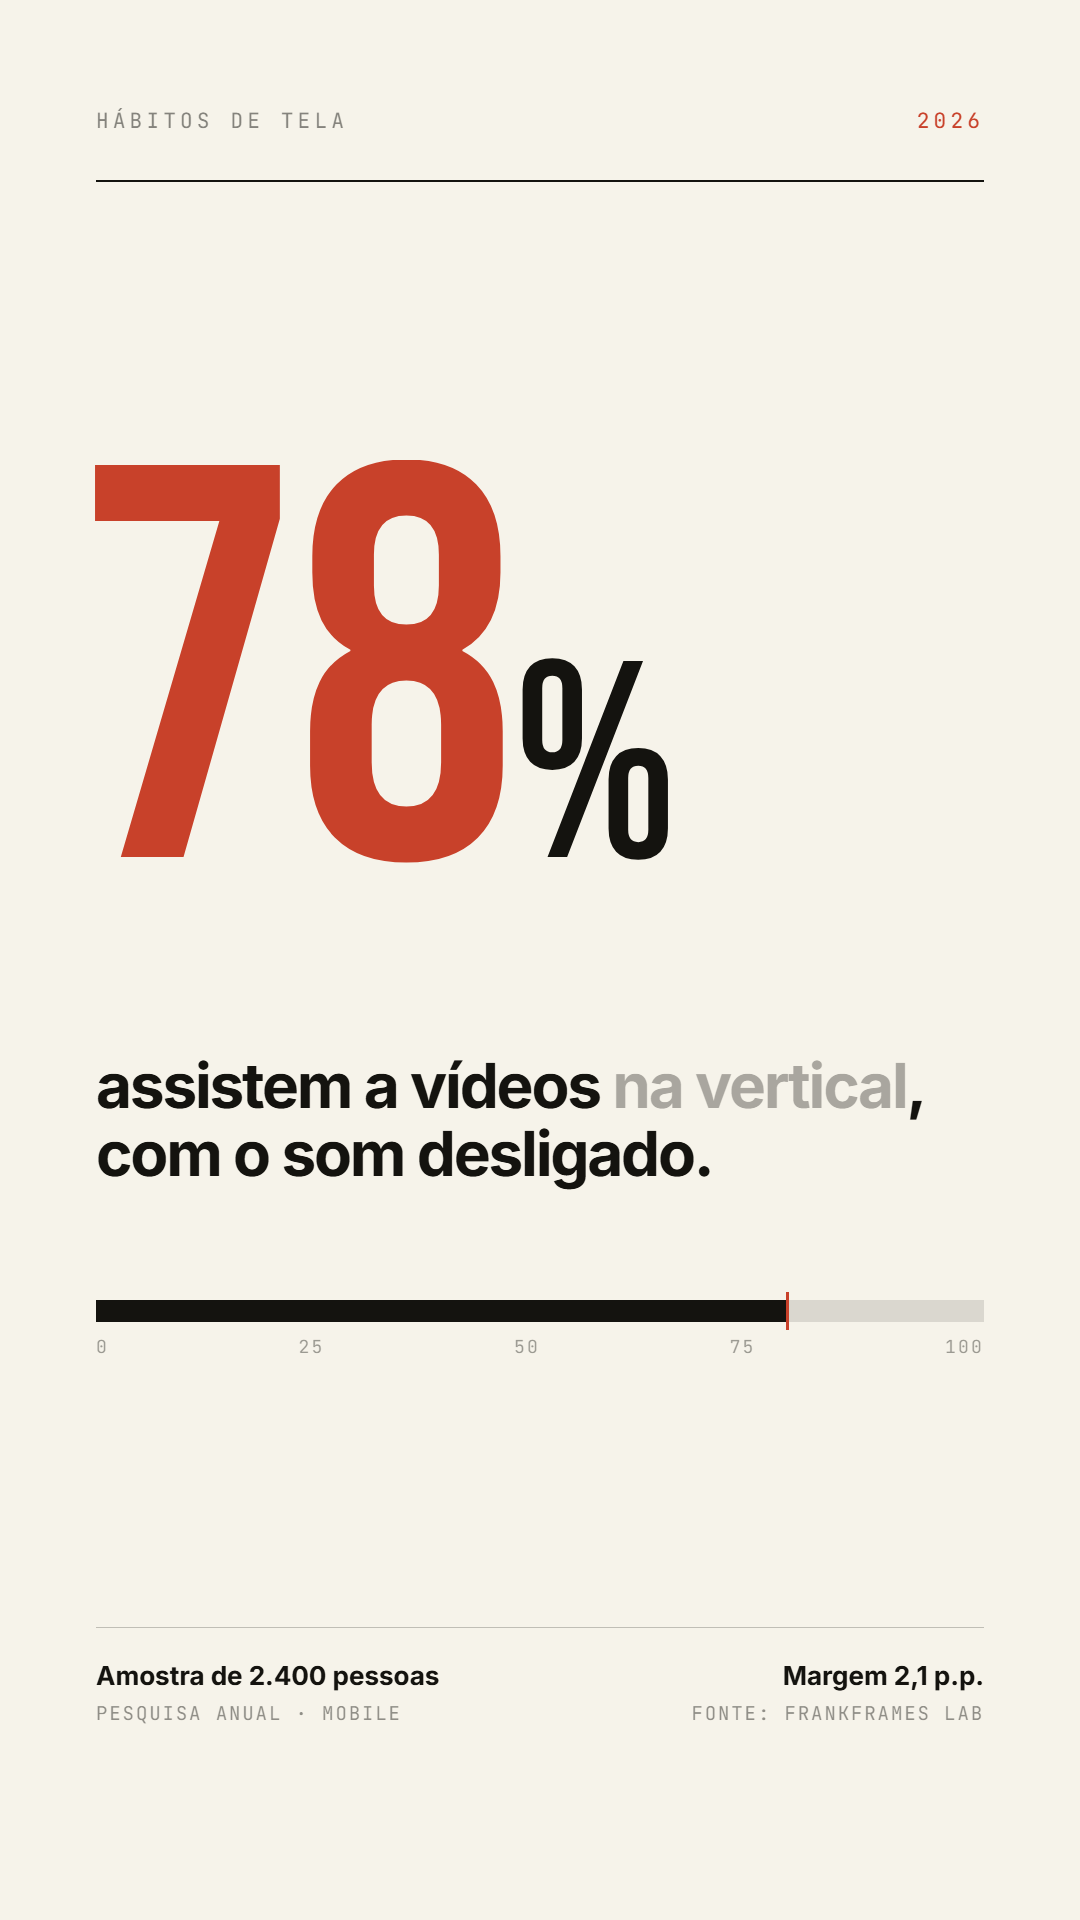 HÁBITOS DE TELA
2026
78%
assistem a vídeos na vertical,
com o som desligado.
0 25 50 75 100
Amostra de 2.400 pessoas
PESQUISA ANUAL · MOBILE
Margem 2,1 p.p.
FONTE: FRANKFRAMES LAB